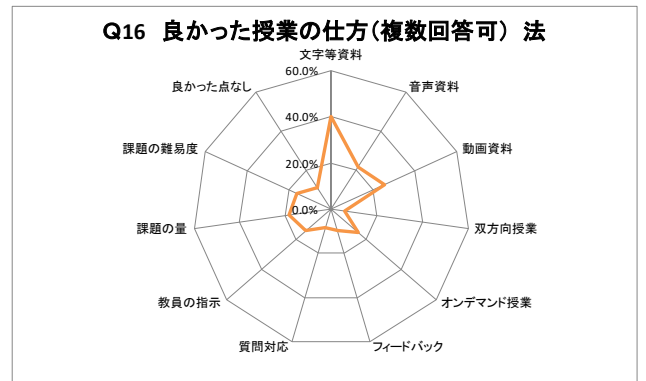 Q16 良かった授業の仕方（複数回答可） 法
文字等資料
60.0%
良かった点なし
音声資料
40.0%
課題の難易度
動画資料
20.0%
0.0%
課題の量
双方向授業
教員の指示
オンデマンド授業
質問対応
フィードバック